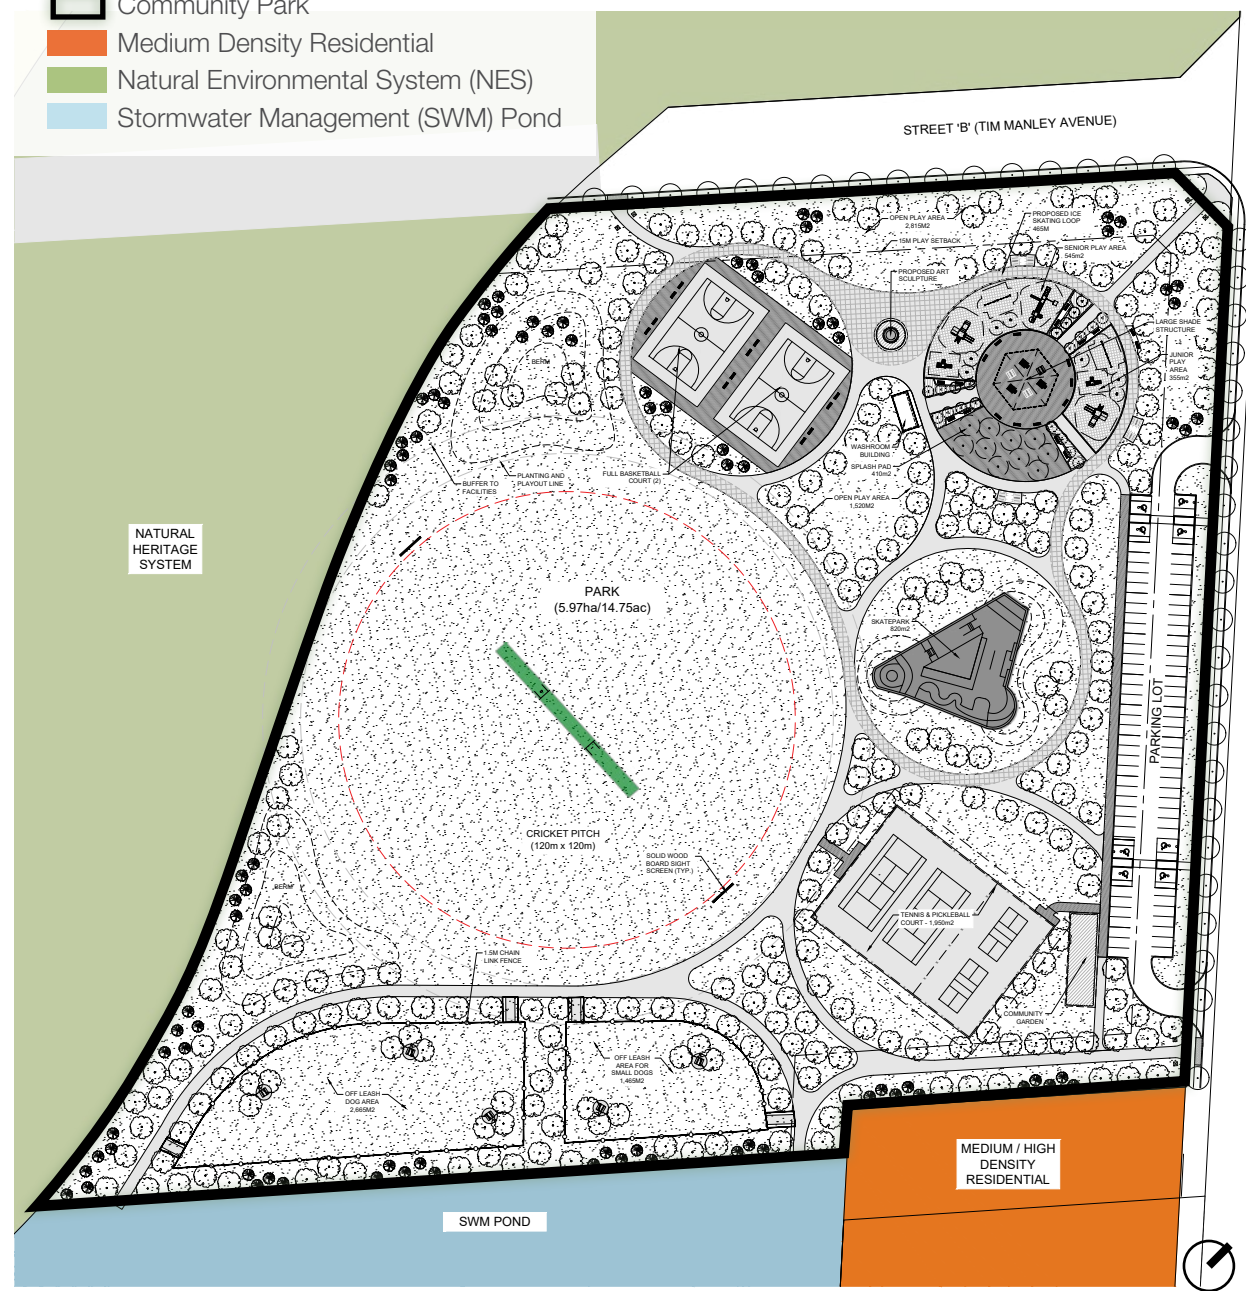 Community Park
Medium Density Residential
Natural Environmental System (NES)
Stormwater Management (SWM) Pond
STREET 'B' (TIM MANLEY AVENUE)
OPEN PLAY AREA
2,815M2
15M PLAY SETBACK
PROPOSED ICE
SKATING LOOP
465M
SENIOR PLAY AREA
545m2
PROPOSED ART
SCULPTURE
LARGE SHADE
STRUCTURE
JUNIOR
PLAY
AREA
355m2
BERM
WASHROOM
BUILDING
SPLASH PAD
410m2
OPEN PLAY AREA
1,520M2
FULL BASKETBALL
COURT (2)
PLANTING AND
PLAYOUT LINE
BUFFER TO
FACILITIES
NATURAL
HERITAGE
SYSTEM
PARK
(5.97ha/14.75ac)
SKATEPARK
820m2
PARKING LOT
CRICKET PITCH
(120m x 120m)
SOLID WOOD
BOARD SIGHT
SCREEN (TYP.)
BERM
TENNIS & PICKLEBALL
COURT - 1,950m2
1.5M CHAIN
LINK FENCE
COMMUNITY
GARDEN
OFF LEASH
AREA FOR
SMALL DOGS
1,465M2
OFF LEASH
DOG AREA
2,665M2
MEDIUM / HIGH
DENSITY
RESIDENTIAL
SWM POND